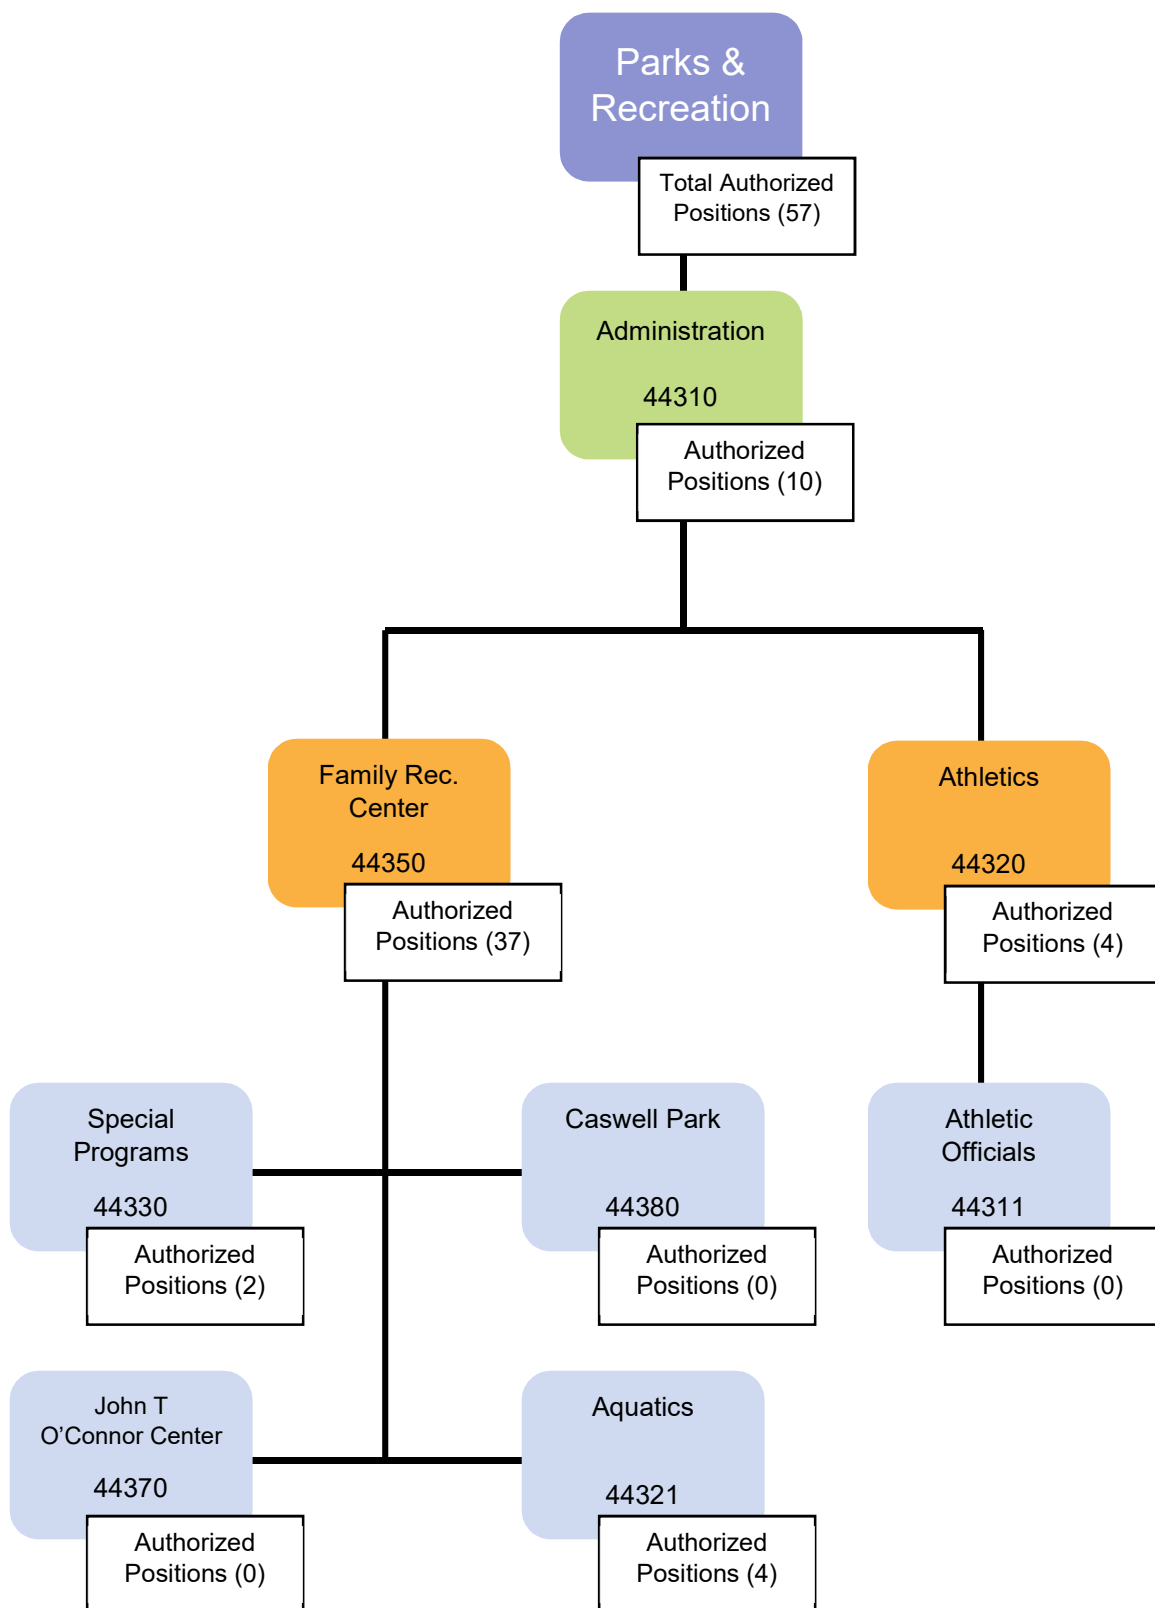 Parks &
Recreation
Total Authorized
Positions (57)
Administration
44310
Authorized
Positions (10)
Family Rec.
Center
44350
Authorized
Positions (37)
Athletics
44320
Authorized
Positions (4)
Special
Programs
44330
Authorized
Positions (2)
Caswell Park
44380
Authorized
Positions (0)
Athletic
Officials
44311
Authorized
Positions (0)
John T
O’Connor Center
44370
Authorized
Positions (0)
Aquatics
44321
Authorized
Positions (4)